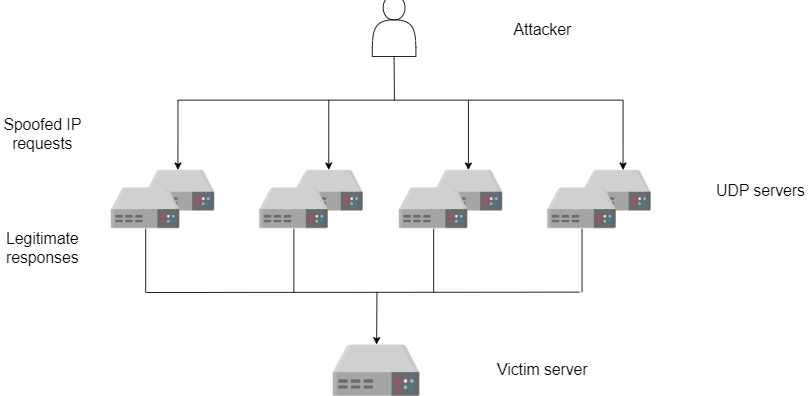 Attacker
Spoofed IP
requests
UDP servers
Legitimate
responses
Victim server